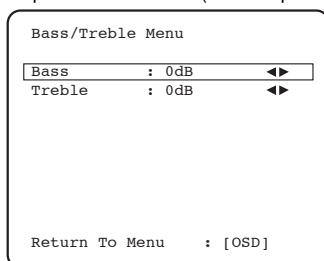 Bass/Treble Menu
Bass : 0dB ◄►
Treble : 0dB ◄►
Return To Menu : [OSD]